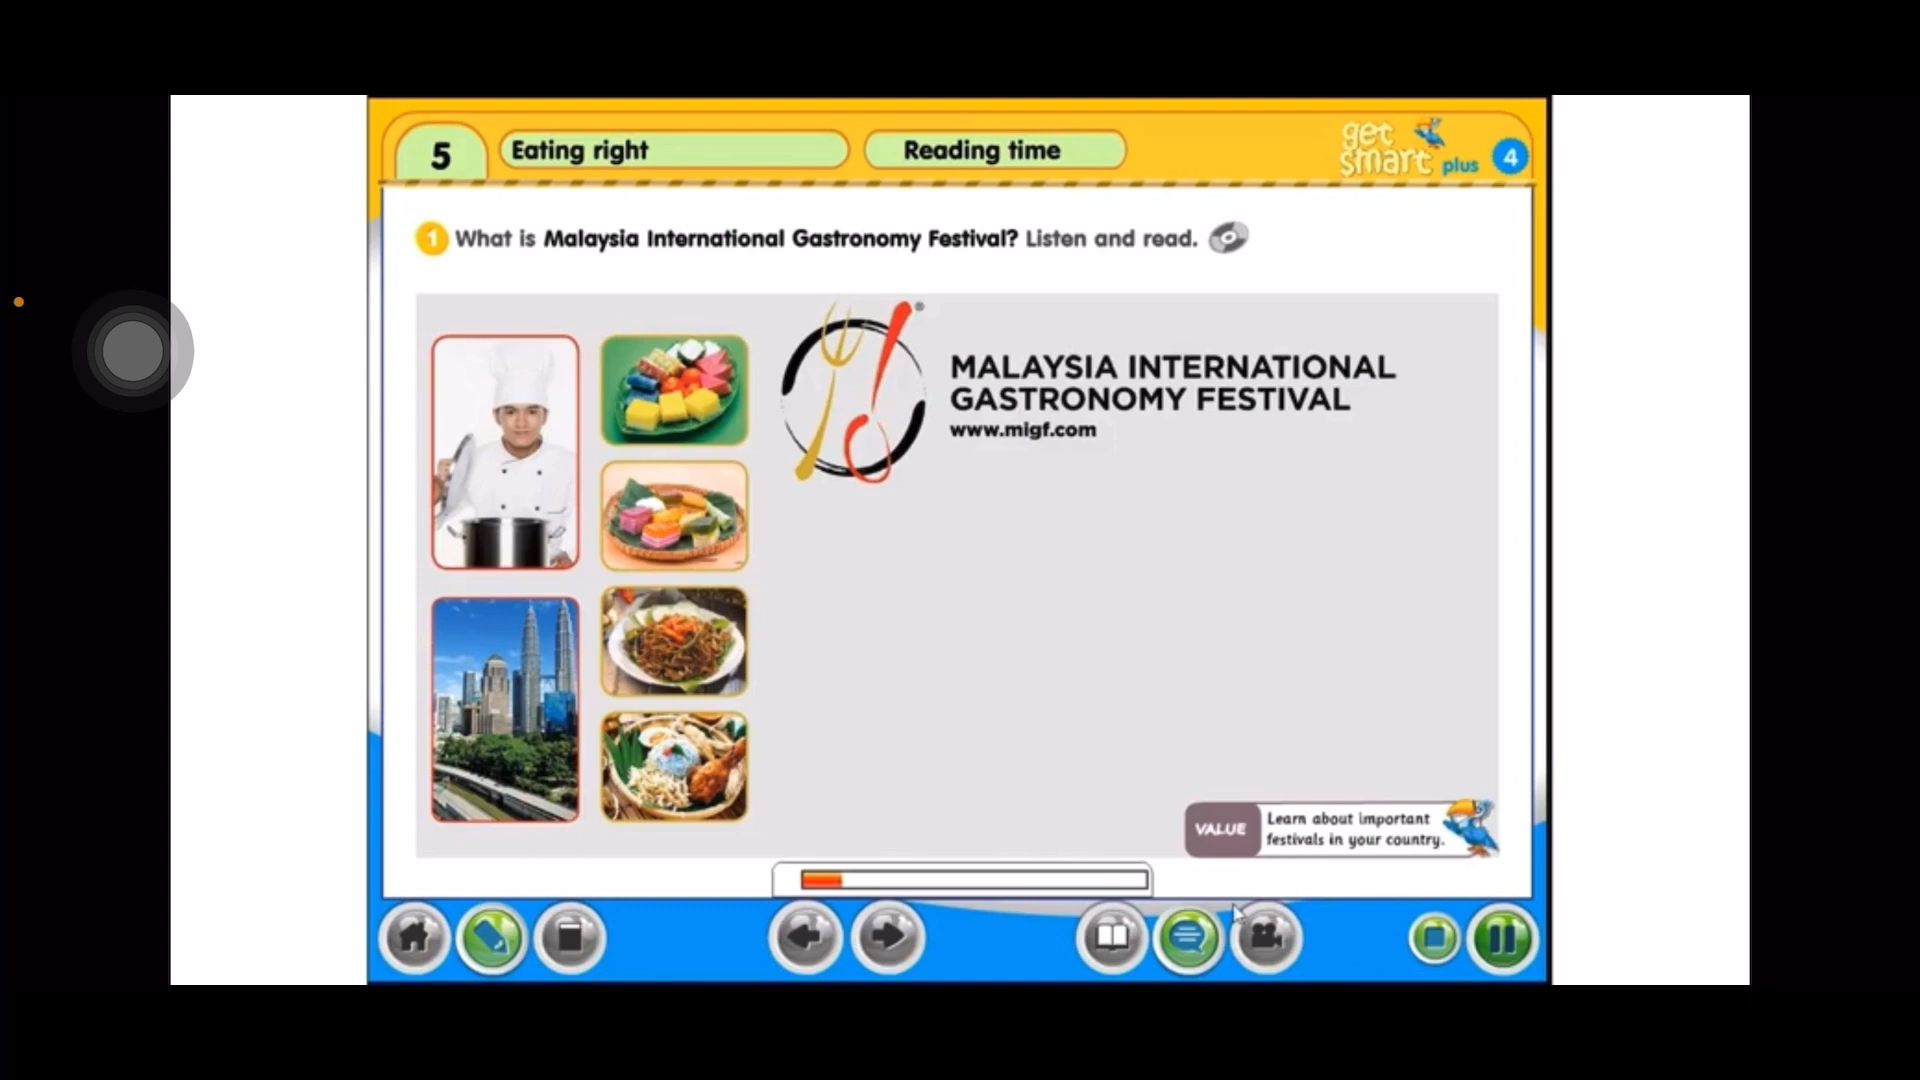 5
Eating right
Reading time
get smart plus 4
1 What is Malaysia International Gastronomy Festival? Listen and read.
®
MALAYSIA INTERNATIONAL
GASTRONOMY FESTIVAL
www.migf.com
VALUE
Learn about important
festivals in your country.